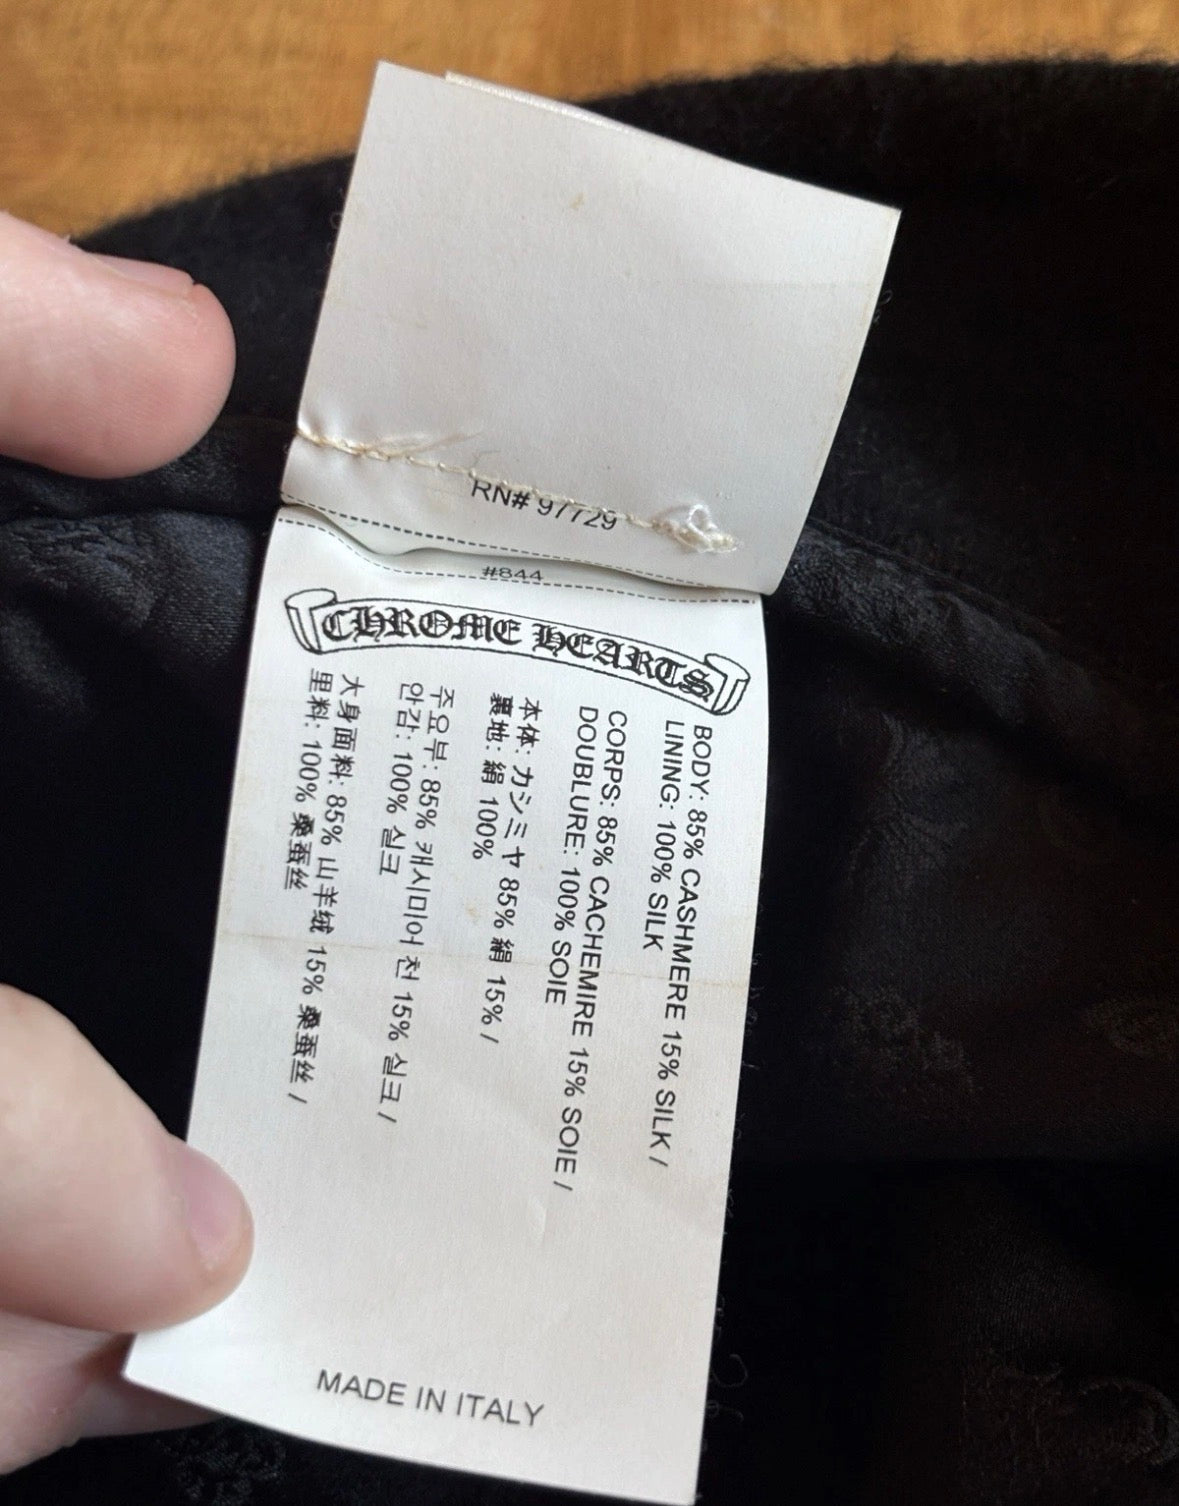 RN# 97729
#844
CHROME HEARTS
BODY: 85% CASHMERE 15% SILK /
LINING: 100% SILK
CORPS: 85% CACHEMIRE 15% SOIE /
DOUBLURE: 100% SOIE
本体: カシミヤ 85% 絹 15% /
裏地: 絹 100%
주요부: 85% 캐시미어 천 15% 실크 /
안감: 100% 실크
大身面料: 85% 山羊绒 15% 桑蚕丝 /
里料: 100% 桑蚕丝
MADE IN ITALY